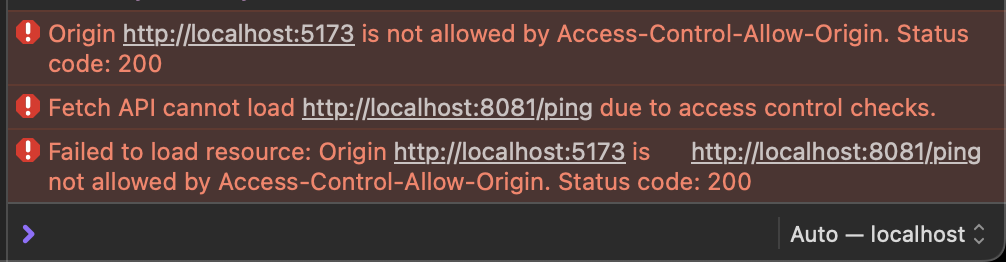 Origin http://localhost:5173 is not allowed by Access-Control-Allow-Origin. Status
code: 200
Fetch API cannot load http://localhost:8081/ping due to access control checks.
Failed to load resource: Origin http://localhost:5173 is http://localhost:8081/ping
not allowed by Access-Control-Allow-Origin. Status code: 200
Auto — localhost